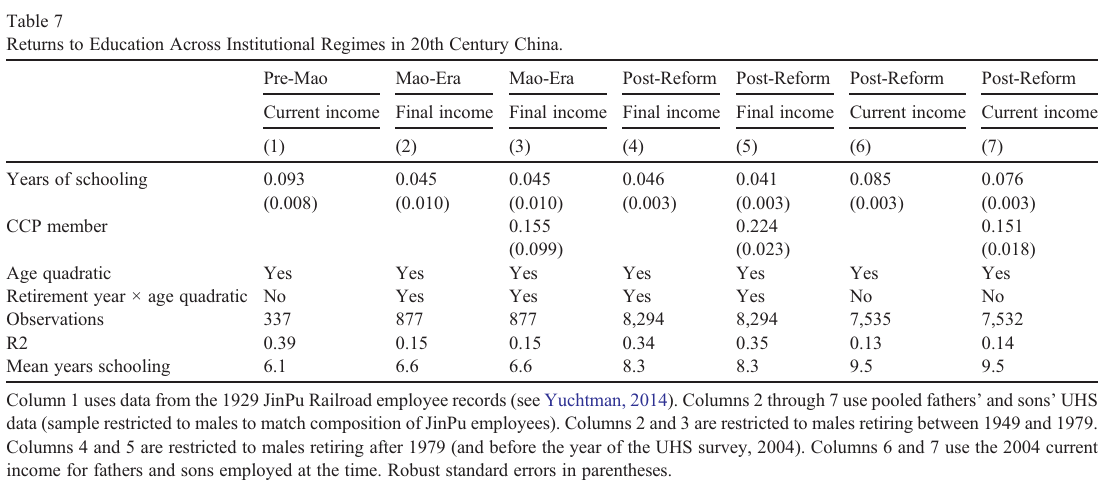 Table 7
Returns to Education Across Institutional Regimes in 20th Century China.
Pre-Mao Mao-Era Mao-Era Post-Reform Post-Reform Post-Reform Post-Reform
Current income Final income Final income Final income Final income Current income Current income
(1) (2) (3) (4) (5) (6) (7)
Years of schooling 0.093 0.045 0.045 0.046 0.041 0.085 0.076
(0.008) (0.010) (0.010) (0.003) (0.003) (0.003) (0.003)
CCP member 0.155 0.224 0.151
(0.099) (0.023) (0.018)
Age quadratic Yes Yes Yes Yes Yes Yes Yes
Retirement year × age quadratic No Yes Yes Yes Yes No No
Observations 337 877 877 8,294 8,294 7,535 7,532
R2 0.39 0.15 0.15 0.34 0.35 0.13 0.14
Mean years schooling 6.1 6.6 6.6 8.3 8.3 9.5 9.5
Column 1 uses data from the 1929 JinPu Railroad employee records (see Yuchtman, 2014). Columns 2 through 7 use pooled fathers' and sons' UHS
data (sample restricted to males to match composition of JinPu employees). Columns 2 and 3 are restricted to males retiring between 1949 and 1979.
Columns 4 and 5 are restricted to males retiring after 1979 (and before the year of the UHS survey, 2004). Columns 6 and 7 use the 2004 current
income for fathers and sons employed at the time. Robust standard errors in parentheses.